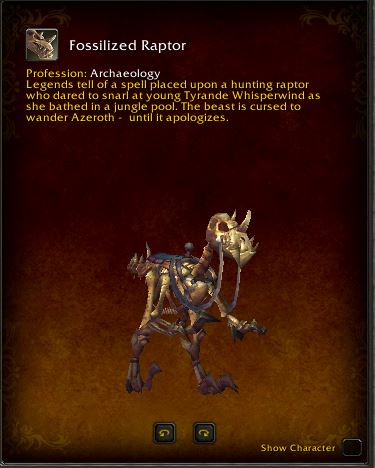 Fossilized Raptor
Profession: Archaeology
Legends tell of a spell placed upon a hunting raptor
who dared to snarl at young Tyrande Whisperwind as
she bathed in a jungle pool. The beast is cursed to
wander Azeroth - until it apologizes.
Show Character